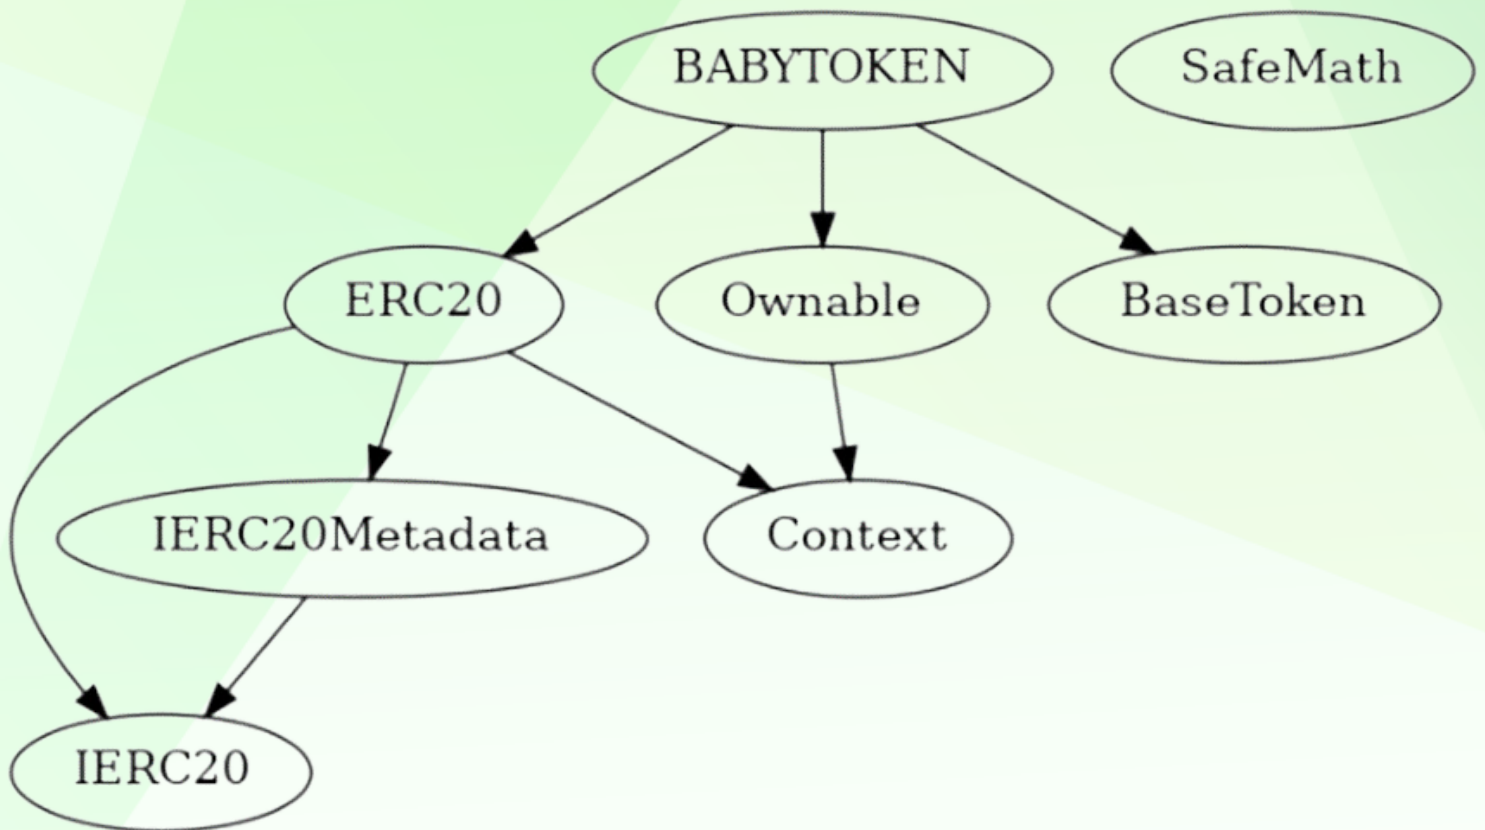 BABYTOKEN
SafeMath
ERC20
Ownable
BaseToken
IERC20Metadata
Context
IERC20